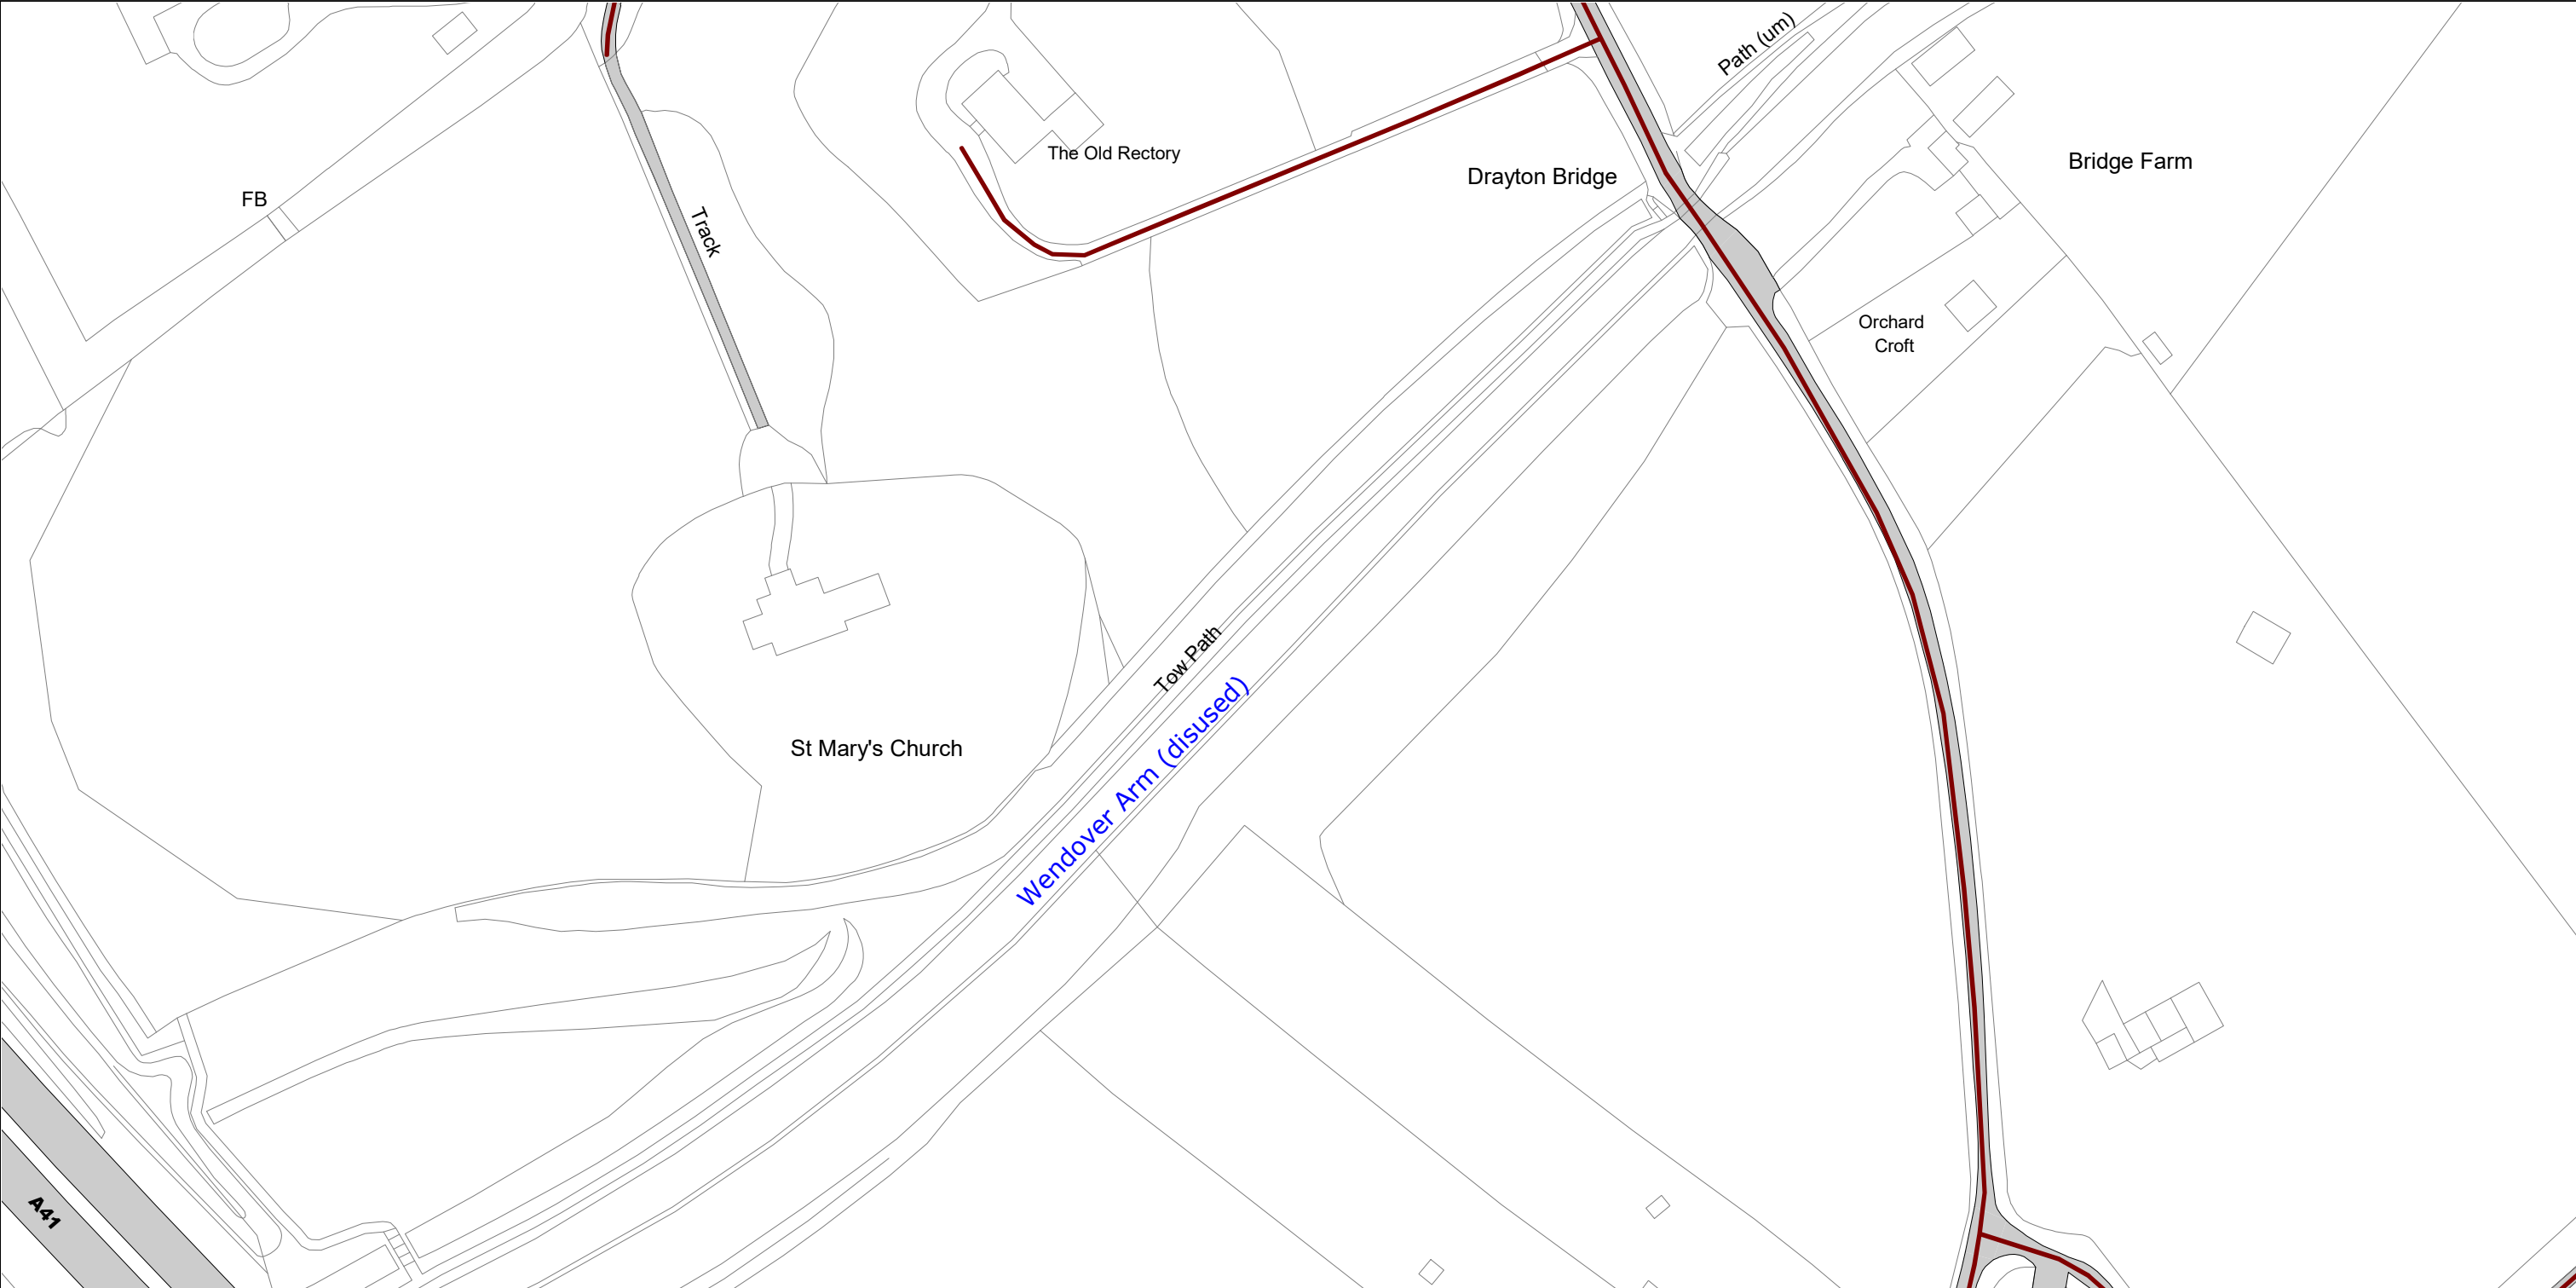 Path (um)
The Old Rectory
Bridge Farm
Drayton Bridge
FB
Track
Orchard
Croft
Tow Path
Wendover Arm (disused)
St Mary's Church
A41